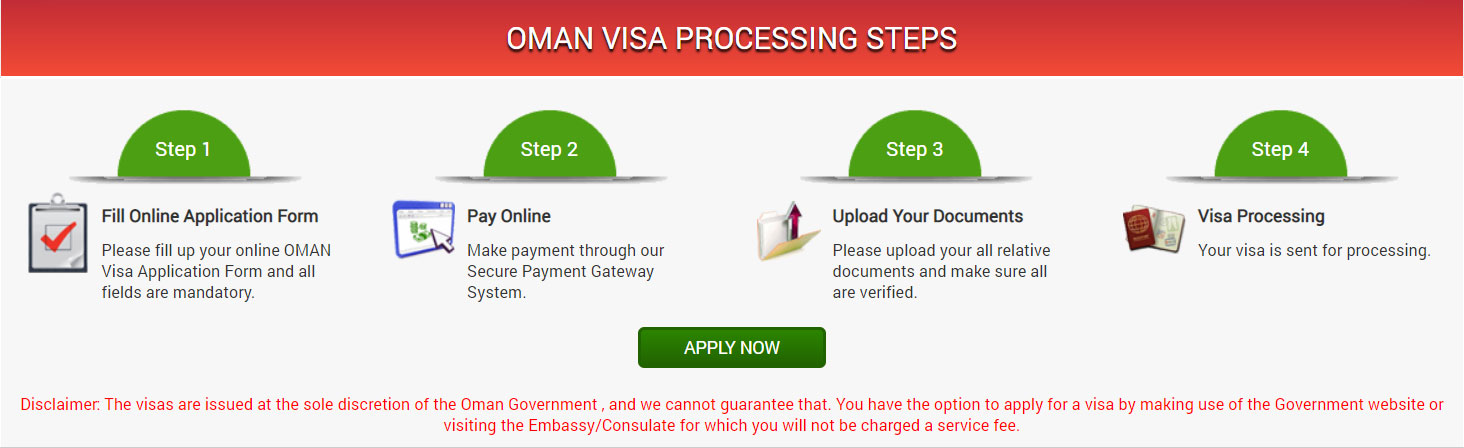 OMAN VISA PROCESSING STEPS
Step 1
Fill Online Application Form
Please fill up your online OMAN
Visa Application Form and all
fields are mandatory.
Step 2
Pay Online
Make payment through our
Secure Payment Gateway
System.
Step 3
Upload Your Documents
Please upload your all relative
documents and make sure all
are verified.
Step 4
Visa Processing
Your visa is sent for processing.
APPLY NOW
Disclaimer: The visas are issued at the sole discretion of the Oman Government , and we cannot guarantee that. You have the option to apply for a visa by making use of the Government website or
visiting the Embassy/Consulate for which you will not be charged a service fee.